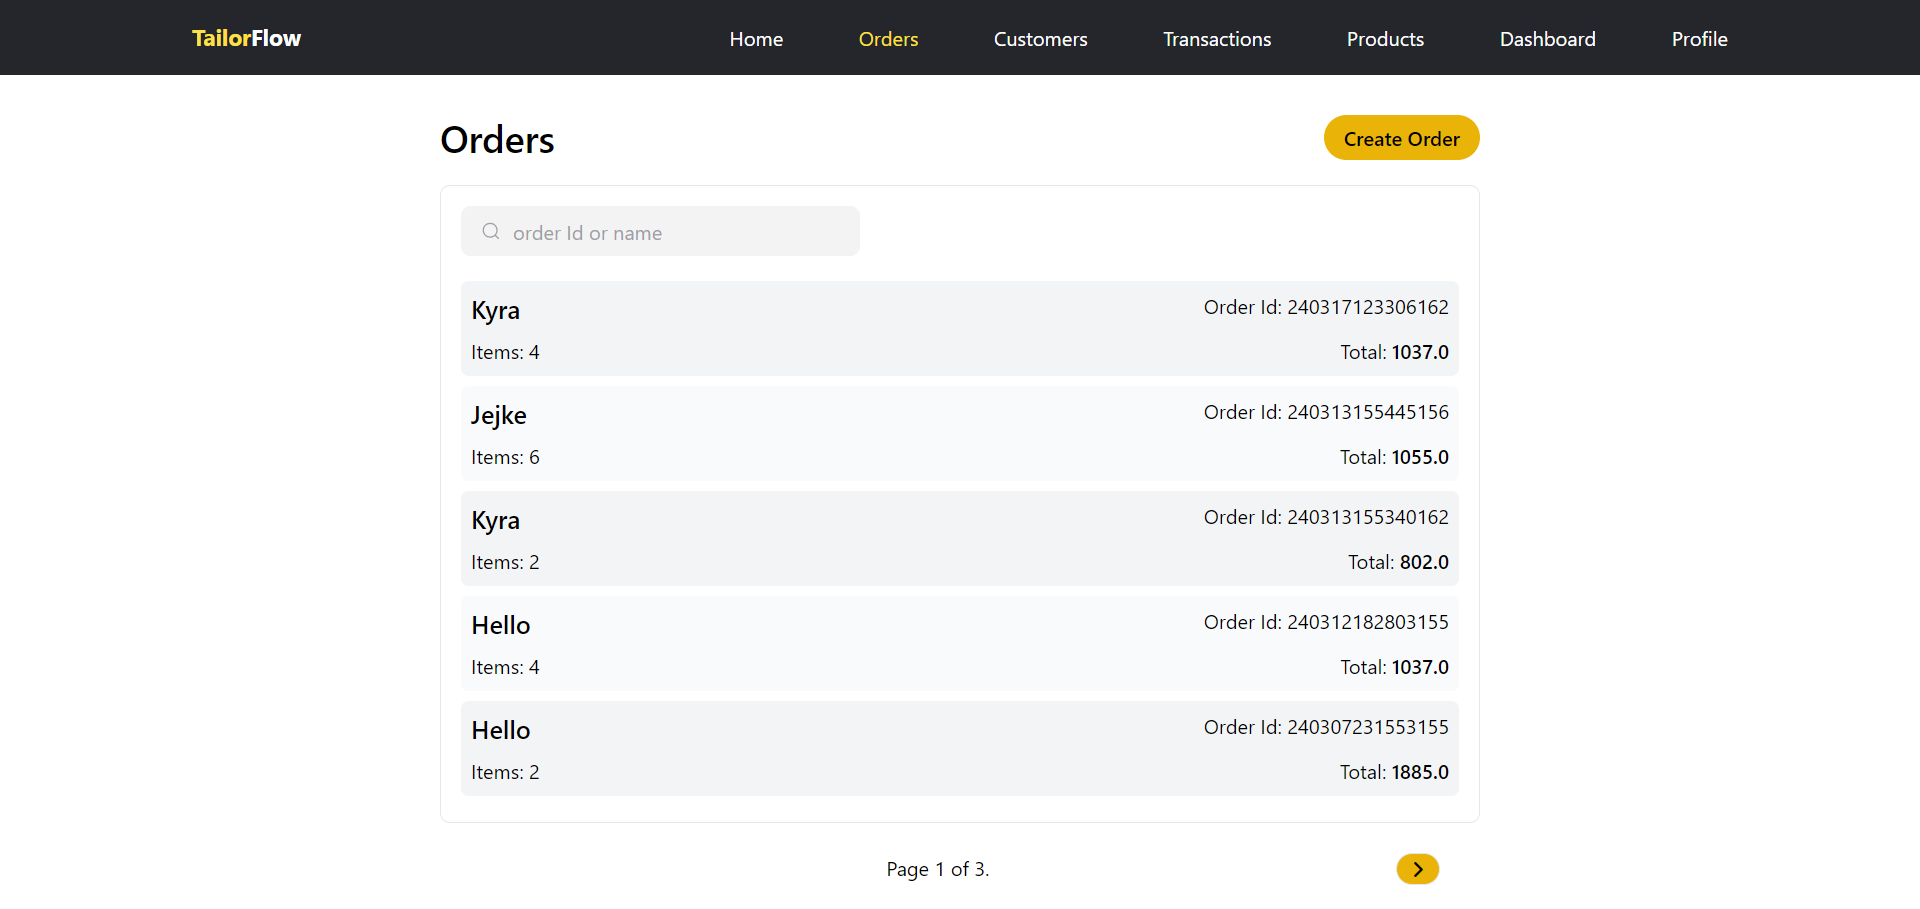 TailorFlow Home Orders Customers Transactions Products Dashboard Profile
Orders Create Order
order Id or name
Kyra Order Id: 240317123306162
Items: 4 Total: 1037.0
Jejke Order Id: 240313155445156
Items: 6 Total: 1055.0
Kyra Order Id: 240313155340162
Items: 2 Total: 802.0
Hello Order Id: 240312182803155
Items: 4 Total: 1037.0
Hello Order Id: 240307231553155
Items: 2 Total: 1885.0
Page 1 of 3.